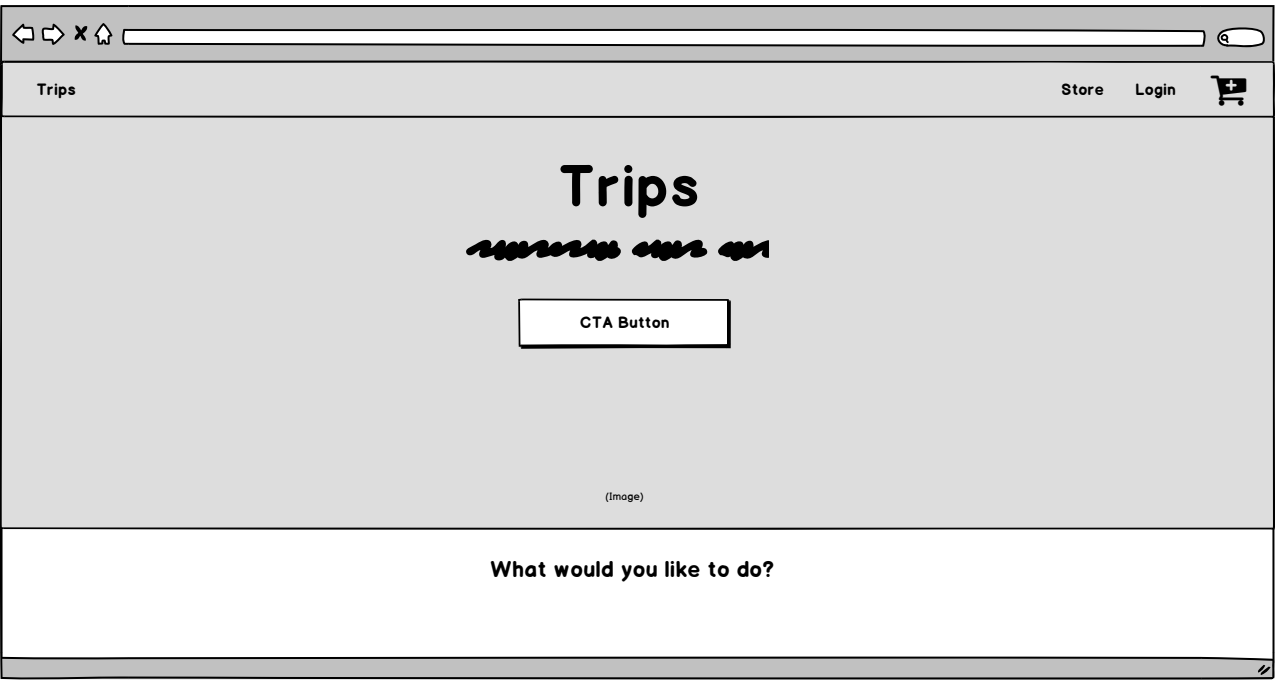 Trips
Store Login
Trips
CTA Button
(Image)
What would you like to do?